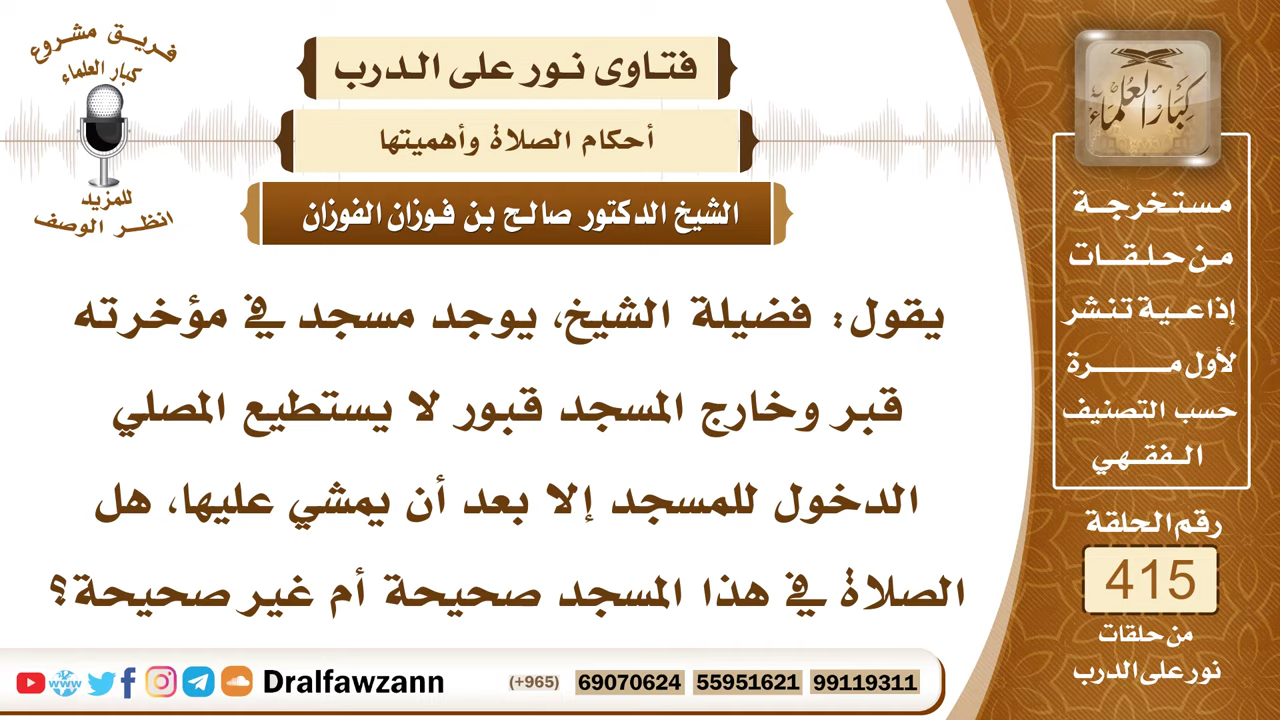 فريق مشروع
كبار العلماء
للمزيد
انظر الوصف
فتاوى نور على الدرب
أحكام الصلاة وأهميتها
الشيخ الدكتور صالح بن فوزان الفوزان
يقول: فضيلة الشيخ، يوجد مسجد في مؤخرته
قبر وخارج المسجد قبور لا يستطيع المصلي
الدخول للمسجد إلا بعد أن يمشي عليها، هل
الصلاة في هذا المسجد صحيحة أم غير صحيحة؟
كبار العلماء
مستخرجة
من حلقات
إذاعية تنشر
لأول مرة
حسب التصنيف
الفقهي
رقم الحلقة
415
من حلقات
نور على الدرب
www Dralfawzann (+965) 69070624 55951621 99119311